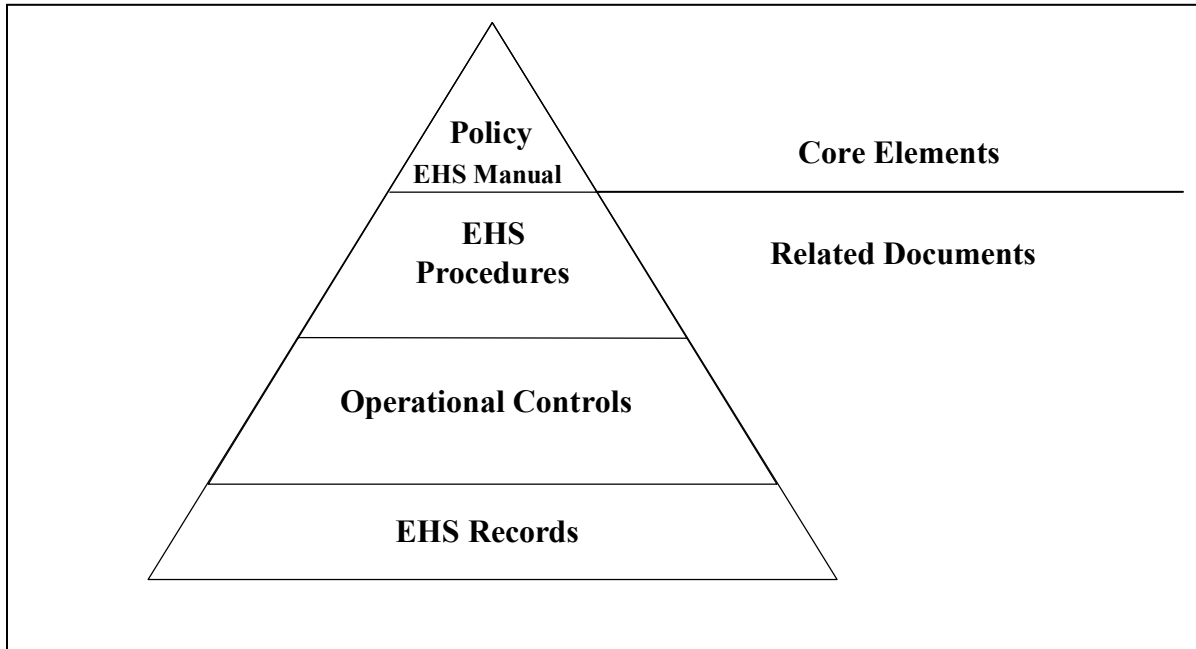 Policy
EHS Manual
Core Elements
EHS
Procedures
Related Documents
Operational Controls
EHS Records